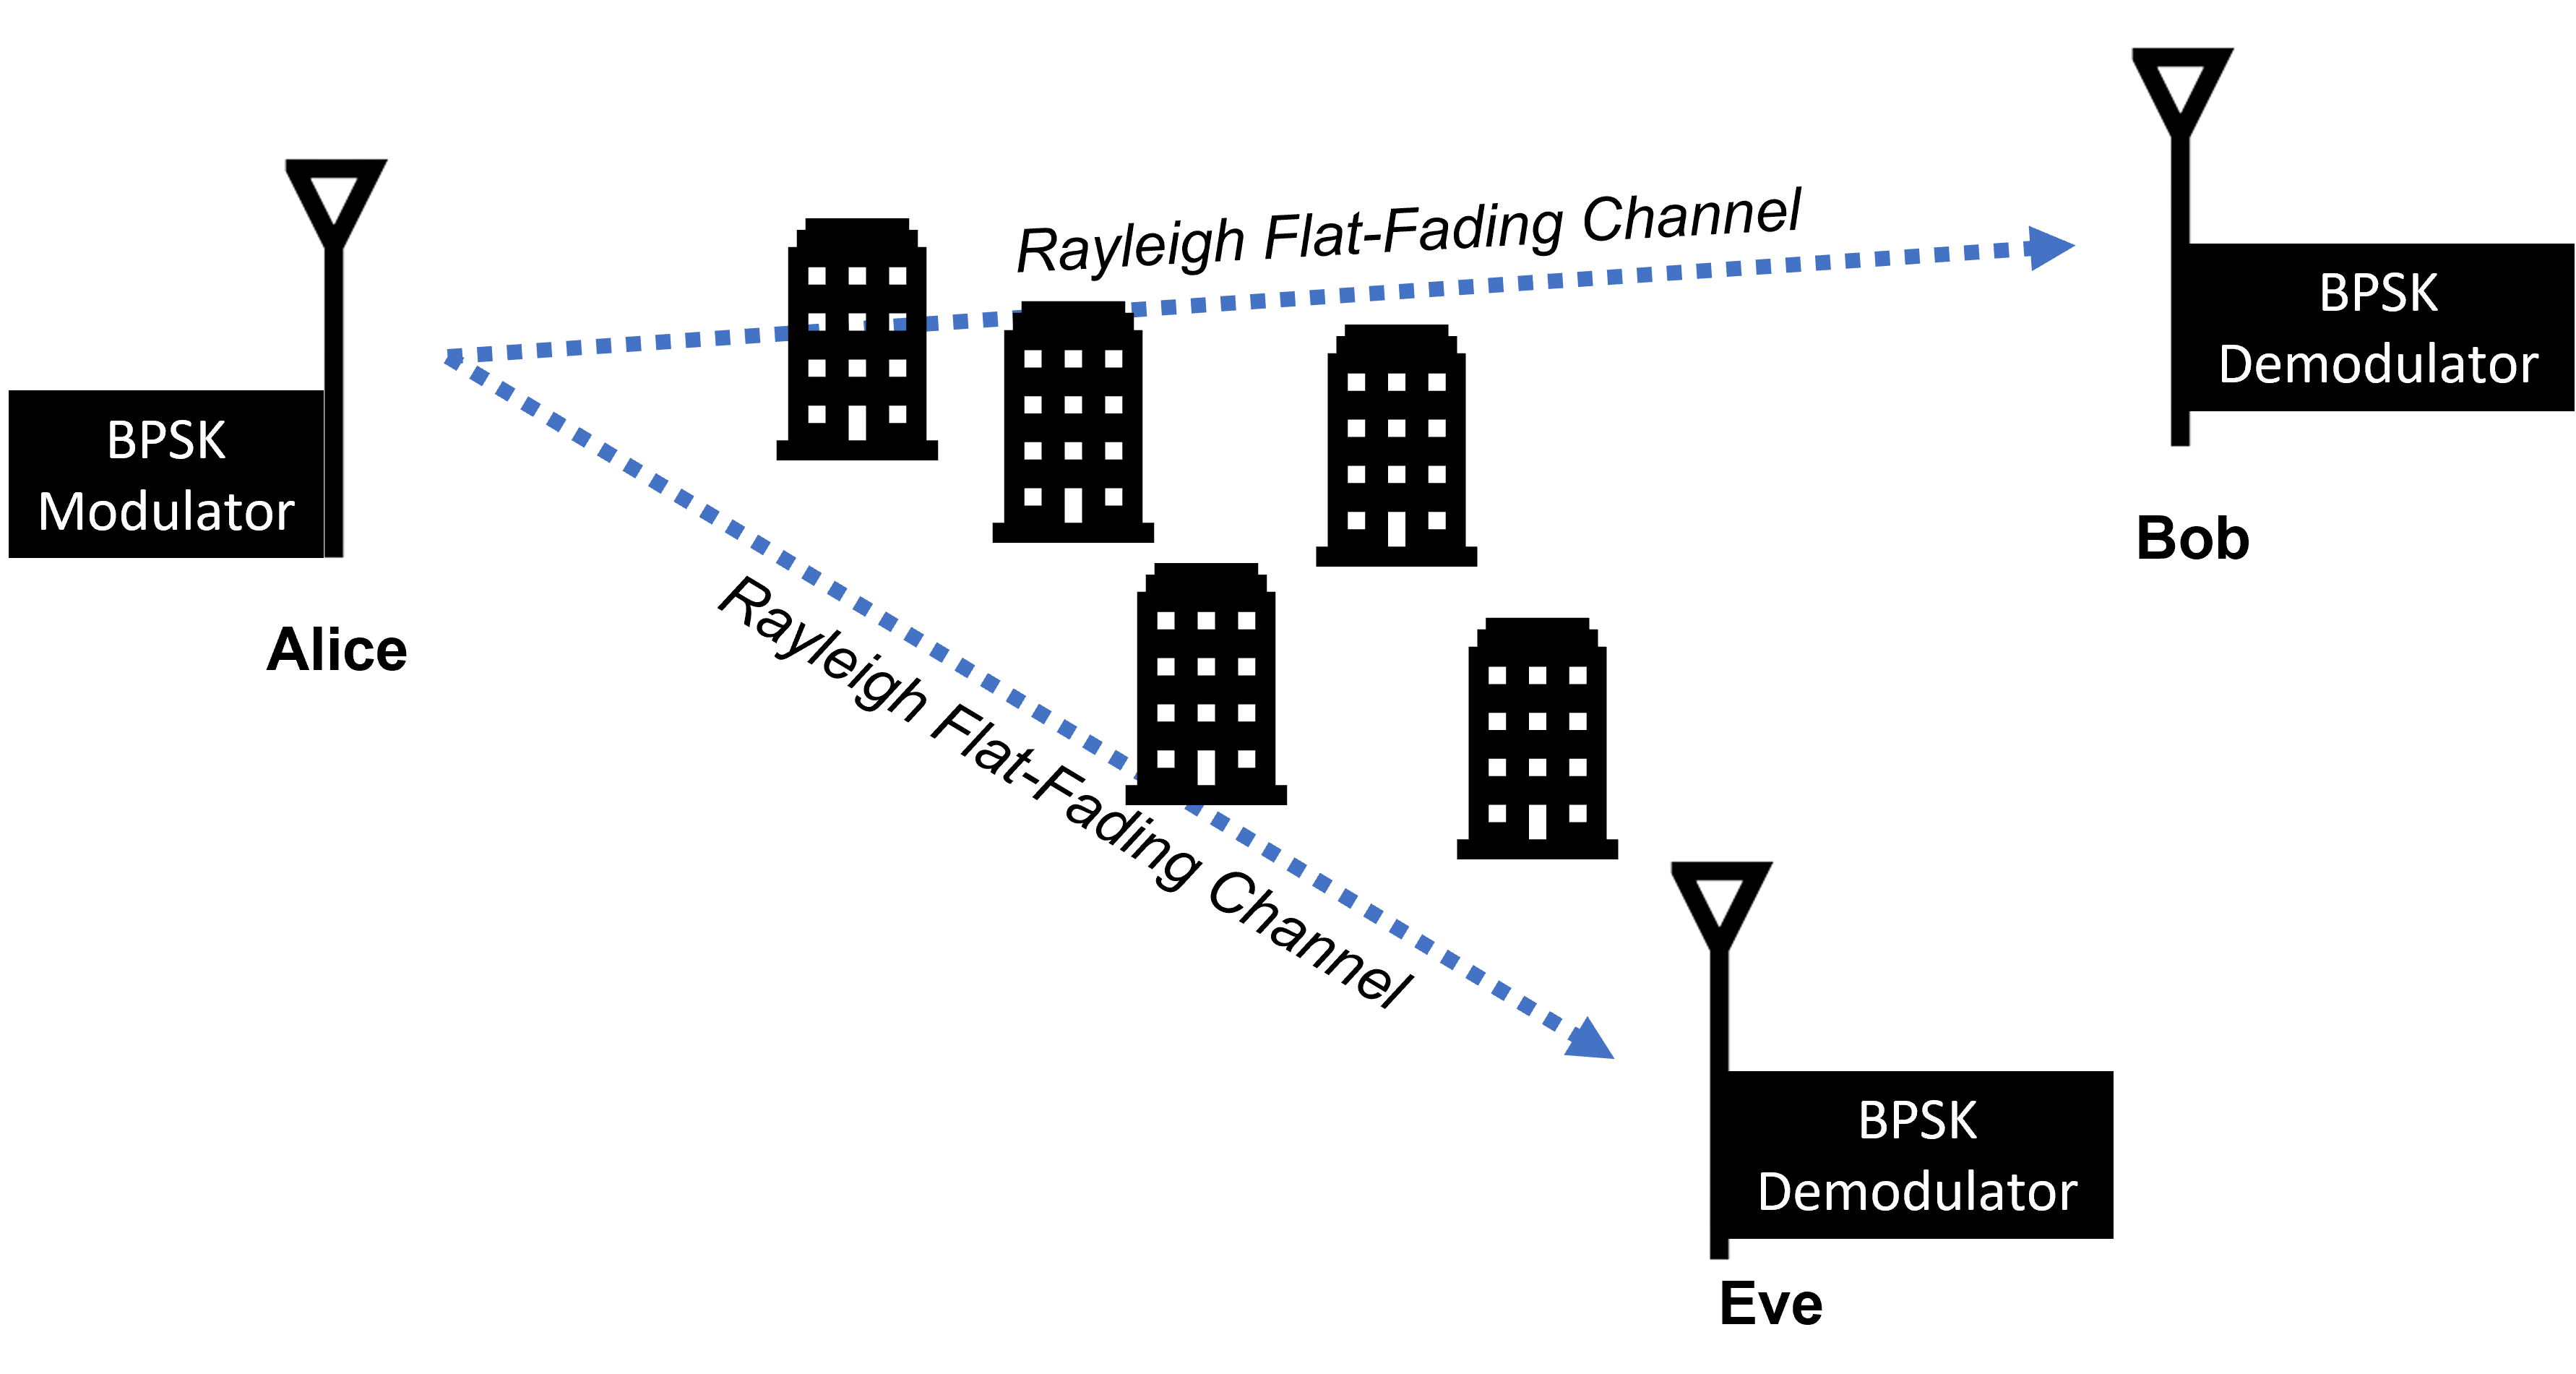 Rayleigh Flat-Fading Channel
BPSK
Demodulator
Bob
BPSK
Modulator
Alice
Rayleigh Flat-Fading Channel
BPSK
Demodulator
Eve